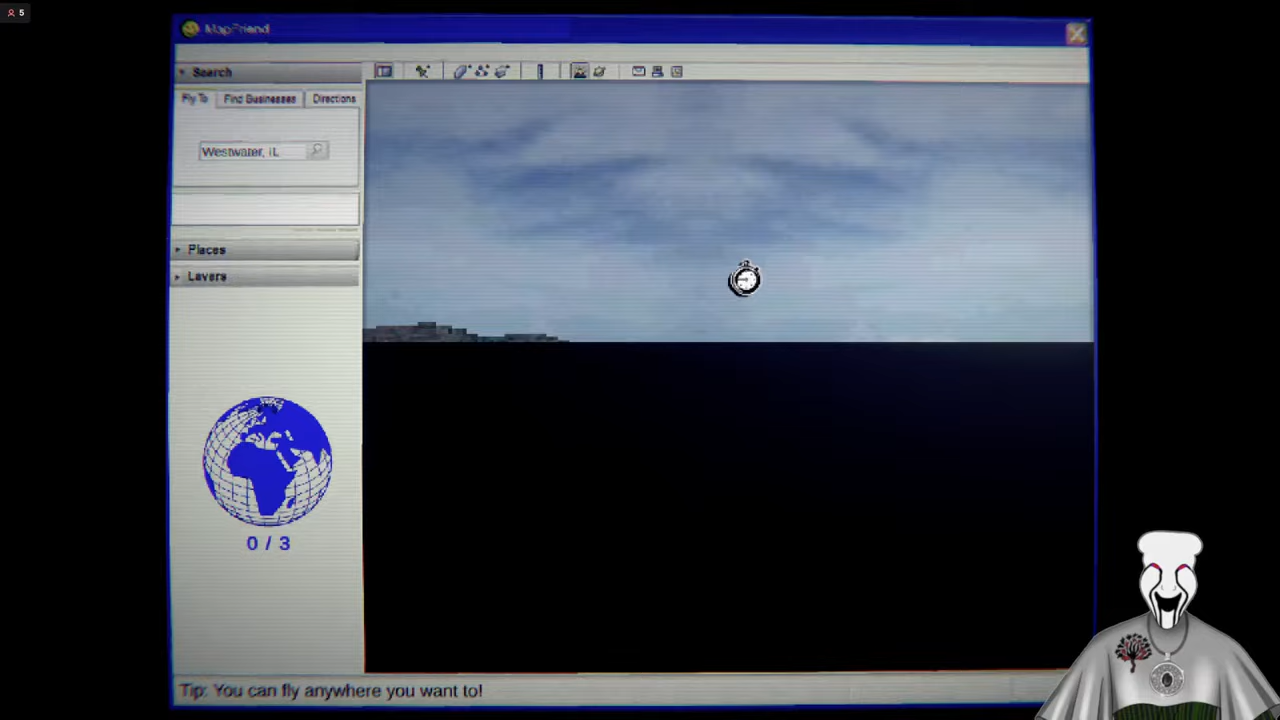 5
MapFriend
Search
Fly To Find Businesses Directions
Westwater, IL
Places
Layers
0 / 3
Tip: You can fly anywhere you want to!